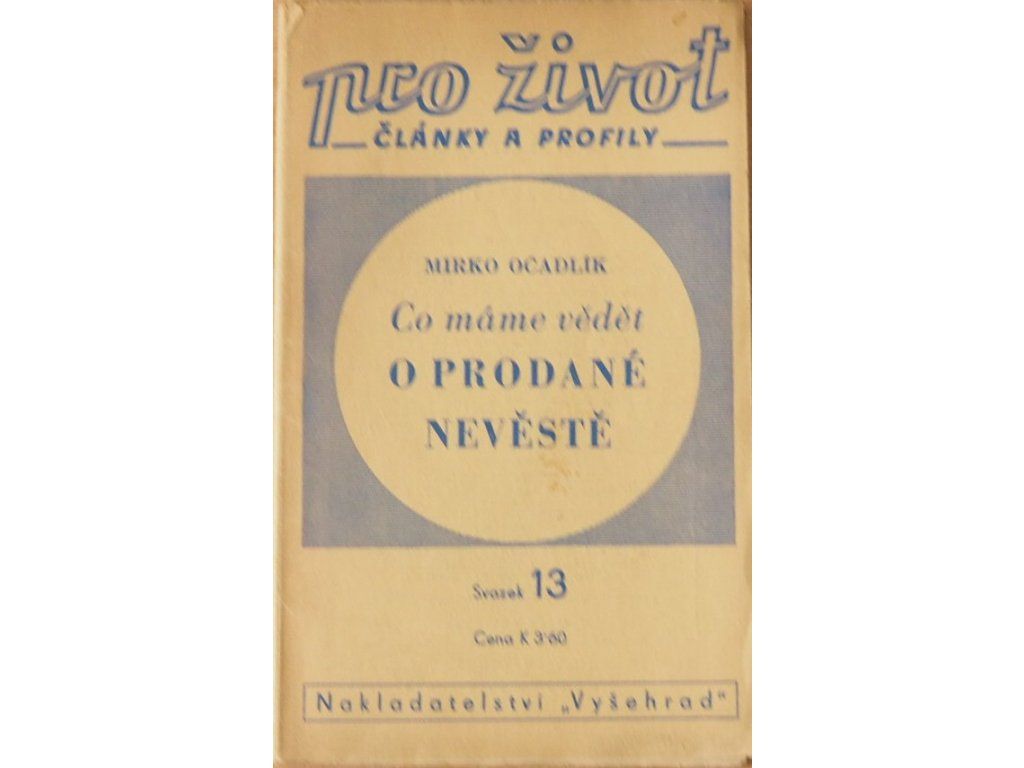 pro život
ČLÁNKY A PROFILY
MIRKO OČADLÍK
Co máme vědět
O PRODANÉ
NEVĚSTĚ
Svazek 13
Cena K 3·60
Nakladatelství „Vyšehrad“